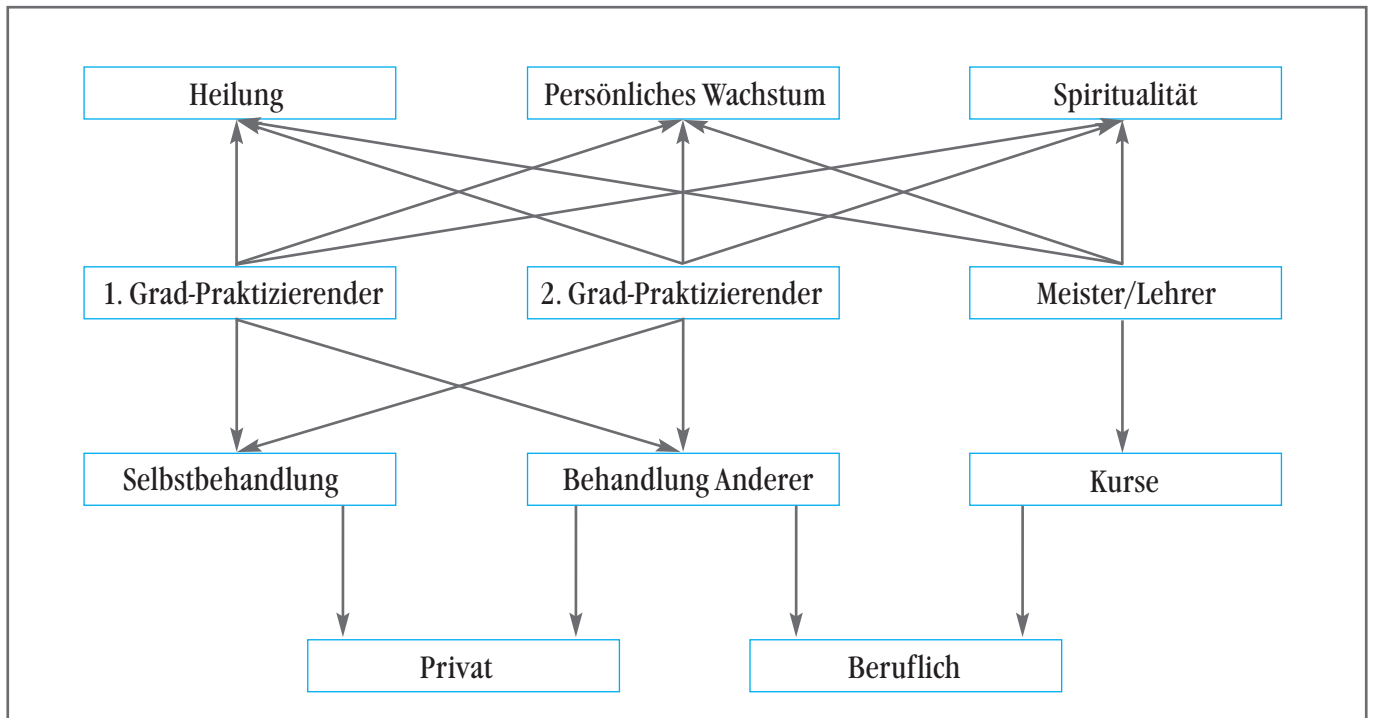 Heilung
Persönliches Wachstum
Spiritualität
1. Grad-Praktizierender
2. Grad-Praktizierender
Meister/Lehrer
Selbstbehandlung
Behandlung Anderer
Kurse
Privat
Beruflich